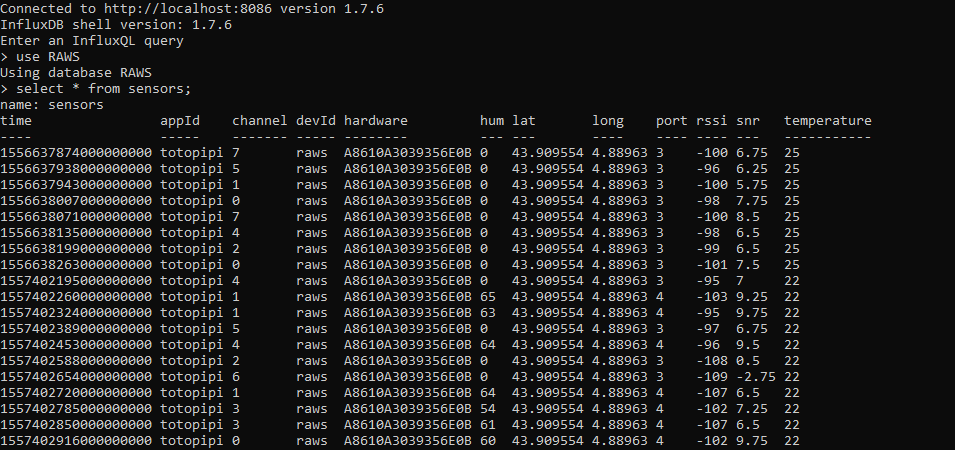 Connected to http://localhost:8086 version 1.7.6
InfluxDB shell version: 1.7.6
Enter an InfluxQL query
> use RAWS
Using database RAWS
> select * from sensors;
name: sensors
time appId channel devId hardware hum lat long port rssi snr temperature
---- ----- ------- ----- -------- --- --- ---- ---- ---- --- -----------
1556637874000000000 totopipi 7 raws A8610A3039356E0B 0 43.909554 4.88963 3 -100 6.75 25
1556637938000000000 totopipi 5 raws A8610A3039356E0B 0 43.909554 4.88963 3 -96 6.25 25
1556637943000000000 totopipi 1 raws A8610A3039356E0B 0 43.909554 4.88963 3 -100 5.75 25
1556638007000000000 totopipi 0 raws A8610A3039356E0B 0 43.909554 4.88963 3 -98 7.75 25
1556638071000000000 totopipi 7 raws A8610A3039356E0B 0 43.909554 4.88963 3 -100 8.5 25
1556638135000000000 totopipi 4 raws A8610A3039356E0B 0 43.909554 4.88963 3 -98 6.5 25
1556638199000000000 totopipi 2 raws A8610A3039356E0B 0 43.909554 4.88963 3 -99 6.5 25
1556638263000000000 totopipi 0 raws A8610A3039356E0B 0 43.909554 4.88963 3 -101 7.5 25
1557402195000000000 totopipi 4 raws A8610A3039356E0B 0 43.909554 4.88963 3 -95 7 22
1557402260000000000 totopipi 1 raws A8610A3039356E0B 65 43.909554 4.88963 4 -103 9.25 22
1557402324000000000 totopipi 1 raws A8610A3039356E0B 63 43.909554 4.88963 4 -95 9.75 22
1557402389000000000 totopipi 5 raws A8610A3039356E0B 0 43.909554 4.88963 3 -97 6.75 22
1557402453000000000 totopipi 4 raws A8610A3039356E0B 64 43.909554 4.88963 4 -96 9.5 22
1557402588000000000 totopipi 2 raws A8610A3039356E0B 0 43.909554 4.88963 3 -108 0.5 22
1557402654000000000 totopipi 6 raws A8610A3039356E0B 0 43.909554 4.88963 3 -109 -2.75 22
1557402720000000000 totopipi 1 raws A8610A3039356E0B 64 43.909554 4.88963 4 -107 6.5 22
1557402785000000000 totopipi 3 raws A8610A3039356E0B 54 43.909554 4.88963 4 -102 7.25 22
1557402850000000000 totopipi 3 raws A8610A3039356E0B 61 43.909554 4.88963 4 -107 6.5 22
1557402916000000000 totopipi 0 raws A8610A3039356E0B 60 43.909554 4.88963 4 -102 9.75 22